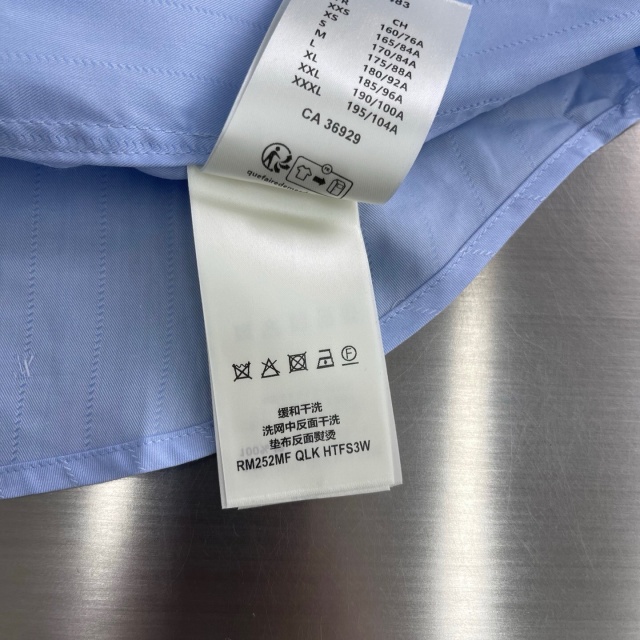 XXS
XS
S
M
L
XL
XXL
XXXL
CH
160/76A
165/84A
170/84A
175/88A
180/92A
185/96A
190/100A
195/104A
CA 36929
缓和干洗
洗网中反面干洗
垫布反面熨烫
RM252MF QLK HTFS3W